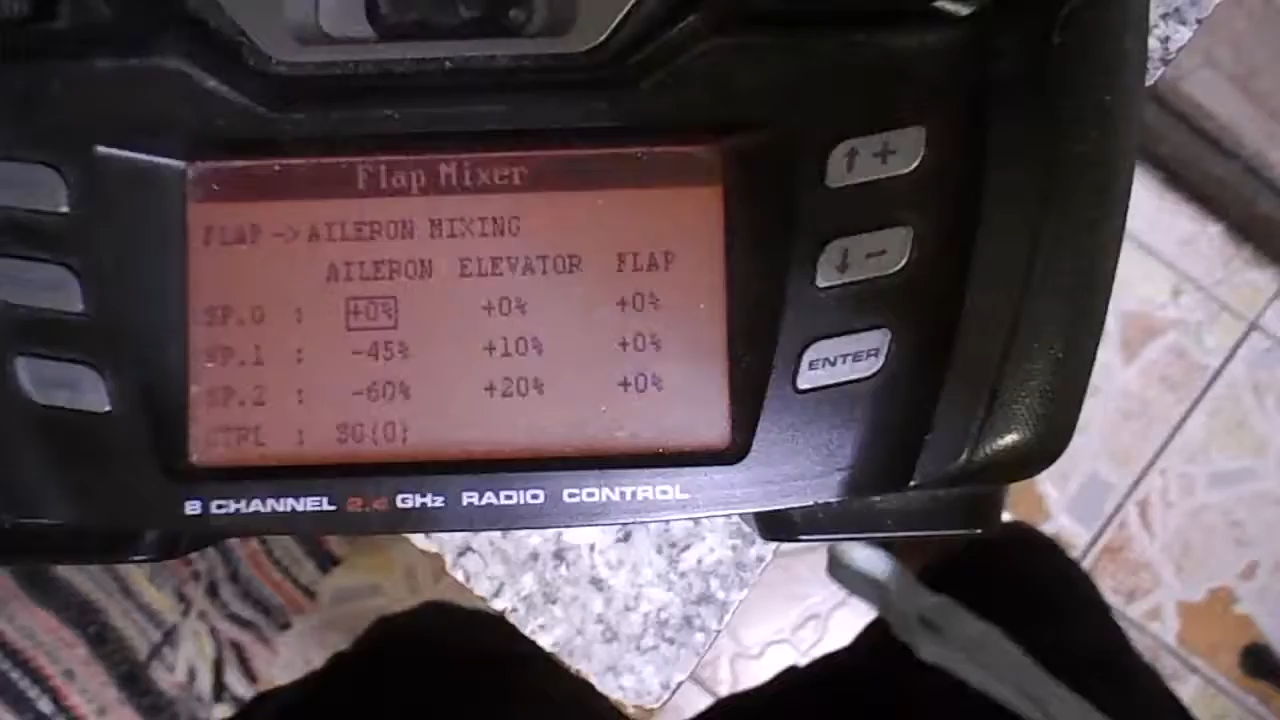 Flap Mixer
FLAP->AILERON MIXING
AILERON ELEVATOR FLAP
SP.0 : +0% +0% +0%
SP.1 : -45% +10% +0%
SP.2 : -60% +20% +0%
CTRL : SG(0)
8 CHANNEL 2.4 GHz RADIO CONTROL
↑ +
↓ -
ENTER